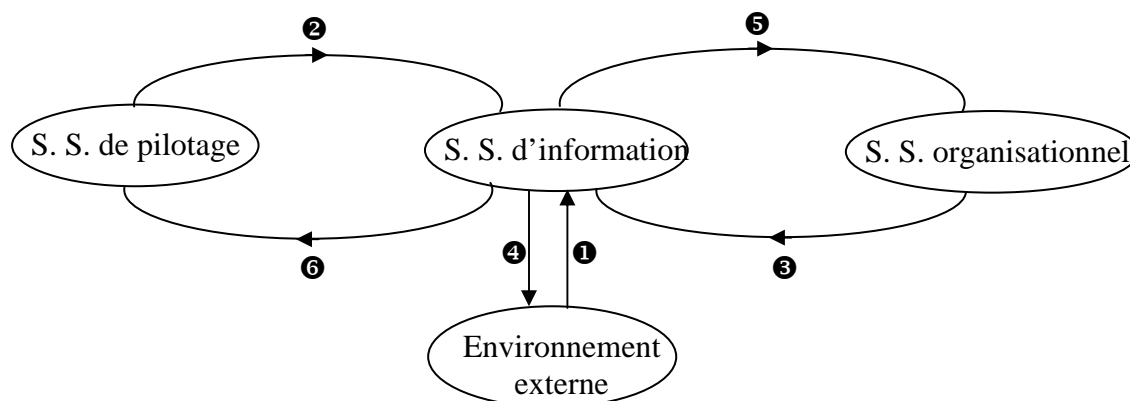 ❷
❺
S. S. de pilotage
S. S. d’information
S. S. organisationnel
❻
❹
❶
❸
Environnement
externe